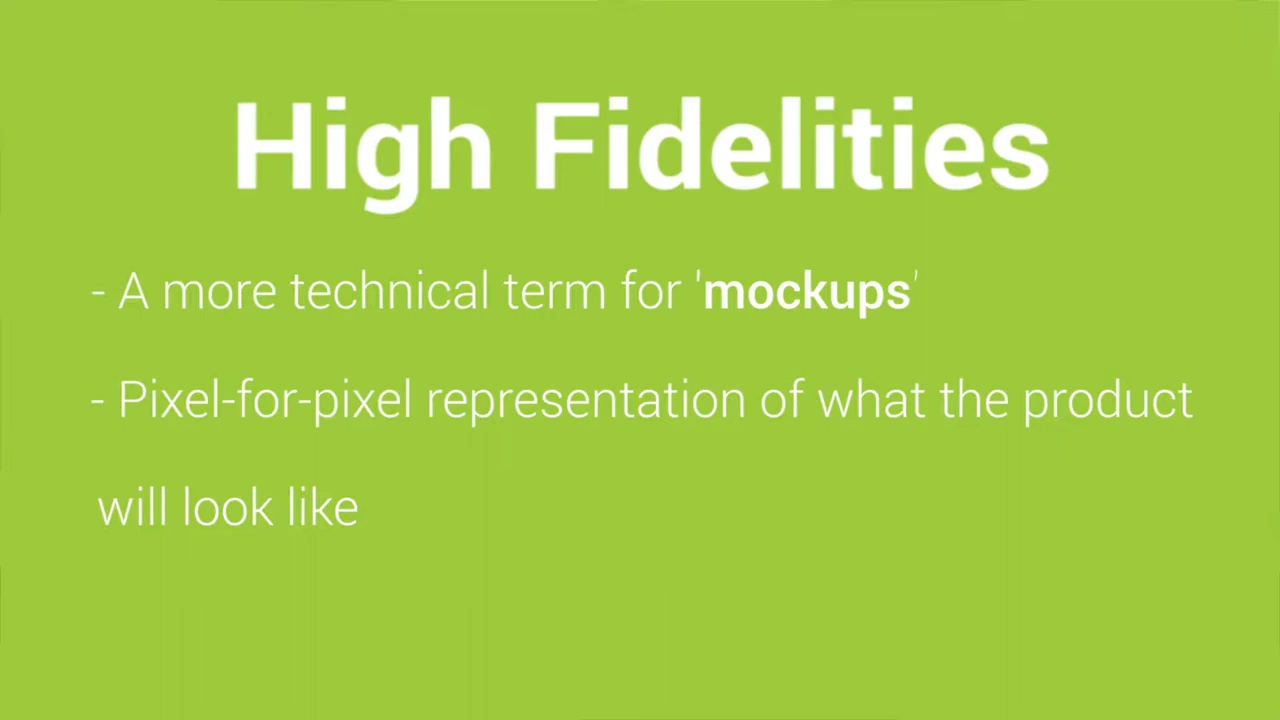 High Fidelities
- A more technical term for 'mockups'
- Pixel-for-pixel representation of what the product
will look like